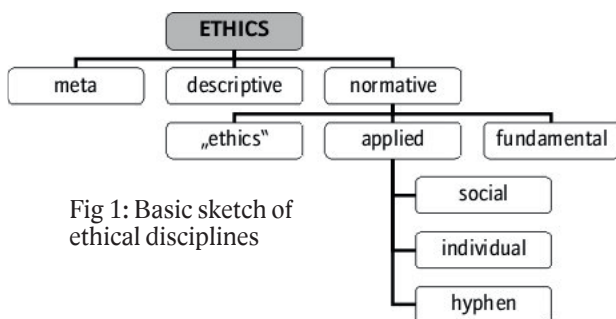 ETHICS
meta descriptive normative
„ethics“ applied fundamental
social
Fig 1: Basic sketch of
ethical disciplines
individual
hyphen